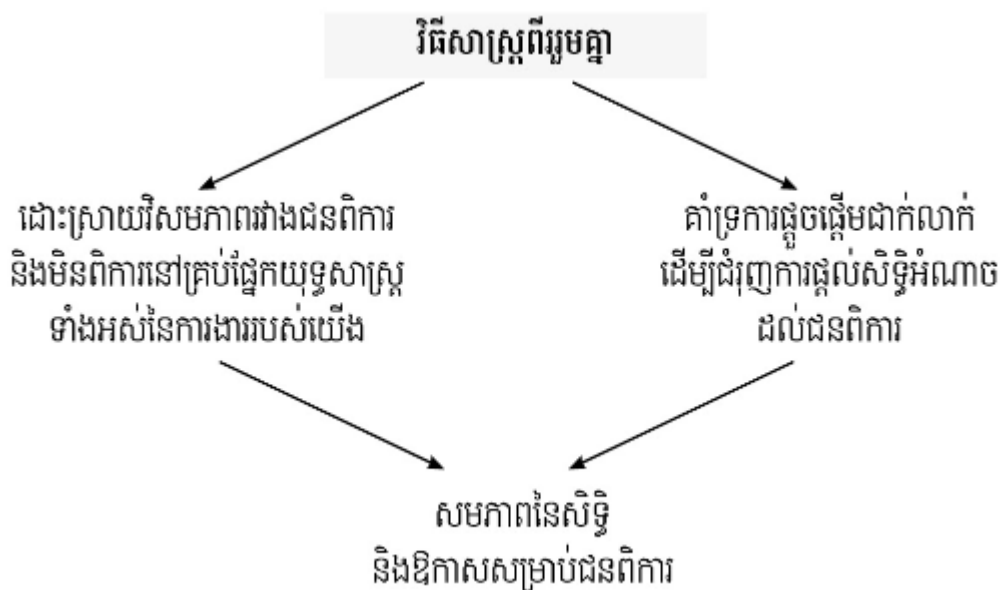 វិធីសាស្ត្រពីររួមគ្នា
ដោះស្រាយវិសមភាពរវាងជនពិការ
និងមិនពិការនៅគ្រប់ផ្នែកយុទ្ធសាស្ត្រ
ទាំងអស់នៃការងាររបស់យើង
គាំទ្រការផ្តួចផ្តើមជាក់លាក់
ដើម្បីជំរុញការផ្តល់សិទ្ធិអំណាច
ដល់ជនពិការ
សមភាពនៃសិទ្ធិ
និងឱកាសសម្រាប់ជនពិការ